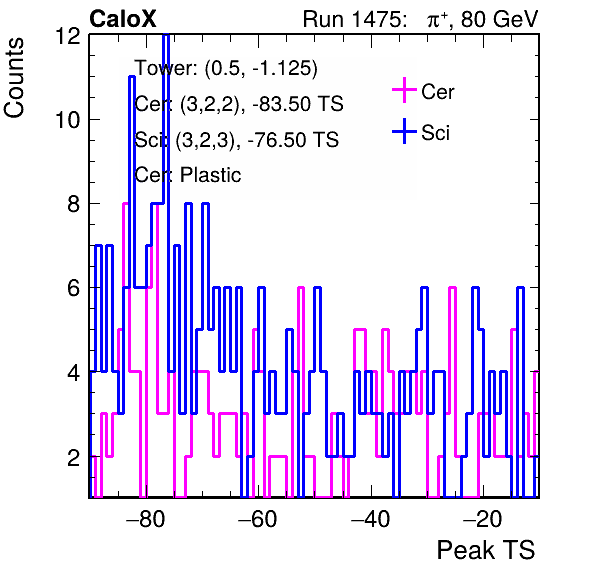 CaloX
Run 1475: π+, 80 GeV
Counts
12
10
8
6
4
2
Tower: (0.5, -1.125)
Cer: (3,2,2), -83.50 TS
Sci: (3,2,3), -76.50 TS
Cer: Plastic
Cer
Sci
−80
−60
−40
−20
Peak TS